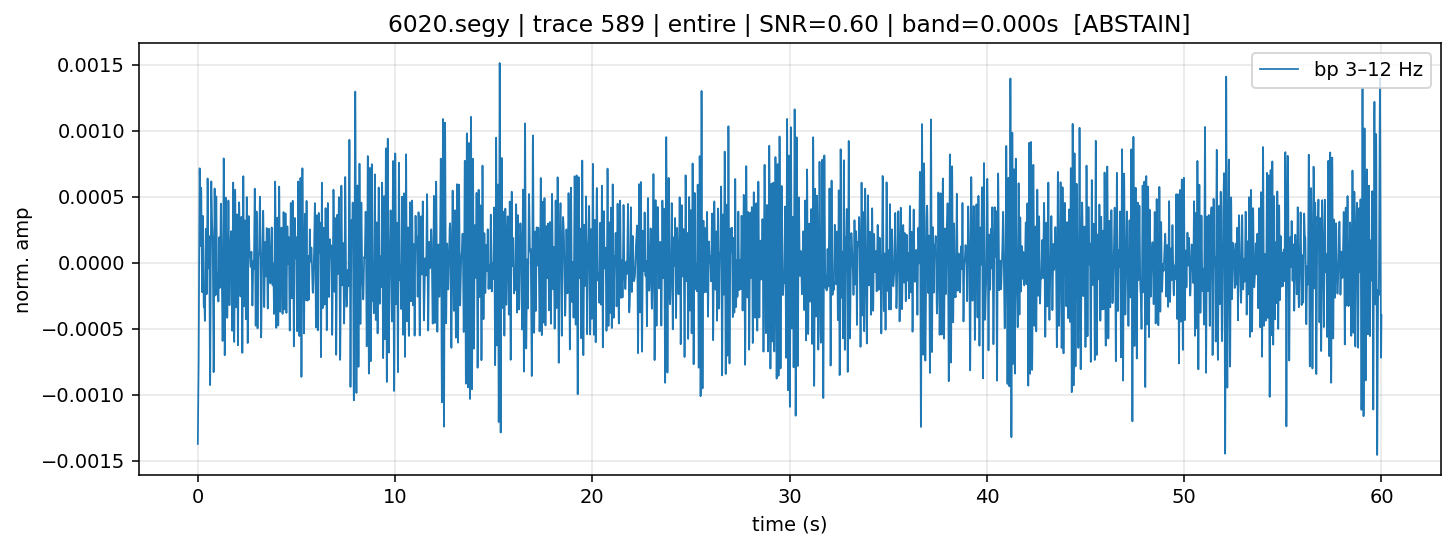 6020.segy | trace 589 | entire | SNR=0.60 | band=0.000s  [ABSTAIN]
bp 3–12 Hz
0.0015
0.0010
0.0005
0.0000
−0.0005
−0.0010
−0.0015
norm. amp
0 10 20 30 40 50 60
time (s)